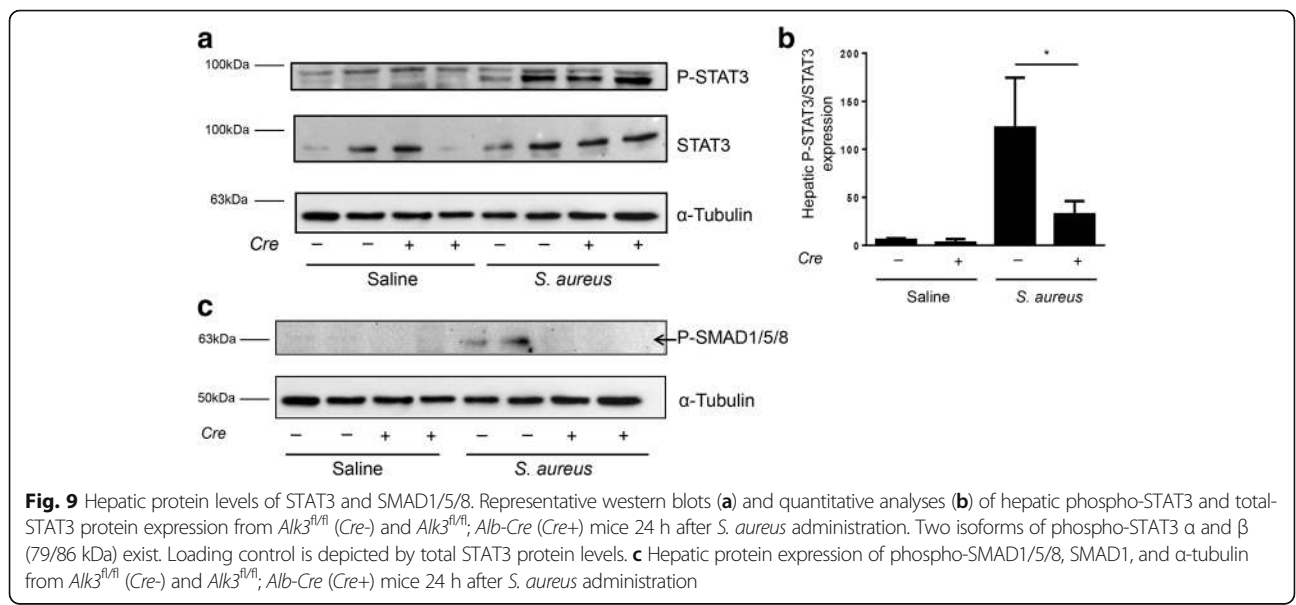 a
100kDa
P-STAT3
100kDa
STAT3
63kDa
α-Tubulin
Cre – – + + – – + +
Saline S. aureus
b
Hepatic P-STAT3/STAT3
expression
200
150
100
50
0
Cre – + – +
*
Saline S. aureus
c
63kDa
P-SMAD1/5/8
50kDa
α-Tubulin
Cre – – + + – – + +
Saline S. aureus
Fig. 9 Hepatic protein levels of STAT3 and SMAD1/5/8. Representative western blots (a) and quantitative analyses (b) of hepatic phospho-STAT3 and total-
STAT3 protein expression from Alk3fl/fl (Cre-) and Alk3fl/fl; Alb-Cre (Cre+) mice 24 h after S. aureus administration. Two isoforms of phospho-STAT3 α and β
(79/86 kDa) exist. Loading control is depicted by total STAT3 protein levels. c Hepatic protein expression of phospho-SMAD1/5/8, SMAD1, and α-tubulin
from Alk3fl/fl (Cre-) and Alk3fl/fl; Alb-Cre (Cre+) mice 24 h after S. aureus administration